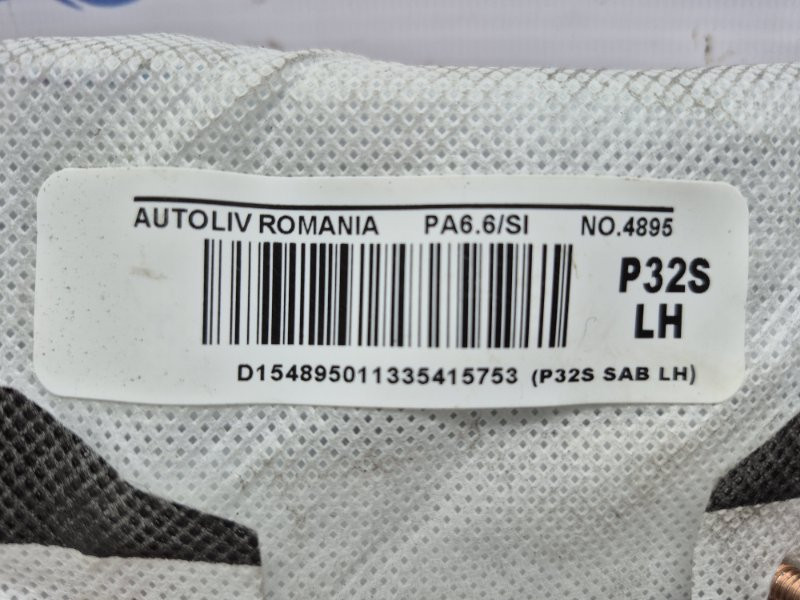 AUTOLIV ROMANIA PA6.6/SI NO.4895
P32S
LH
D154895011335415753 (P32S SAB LH)